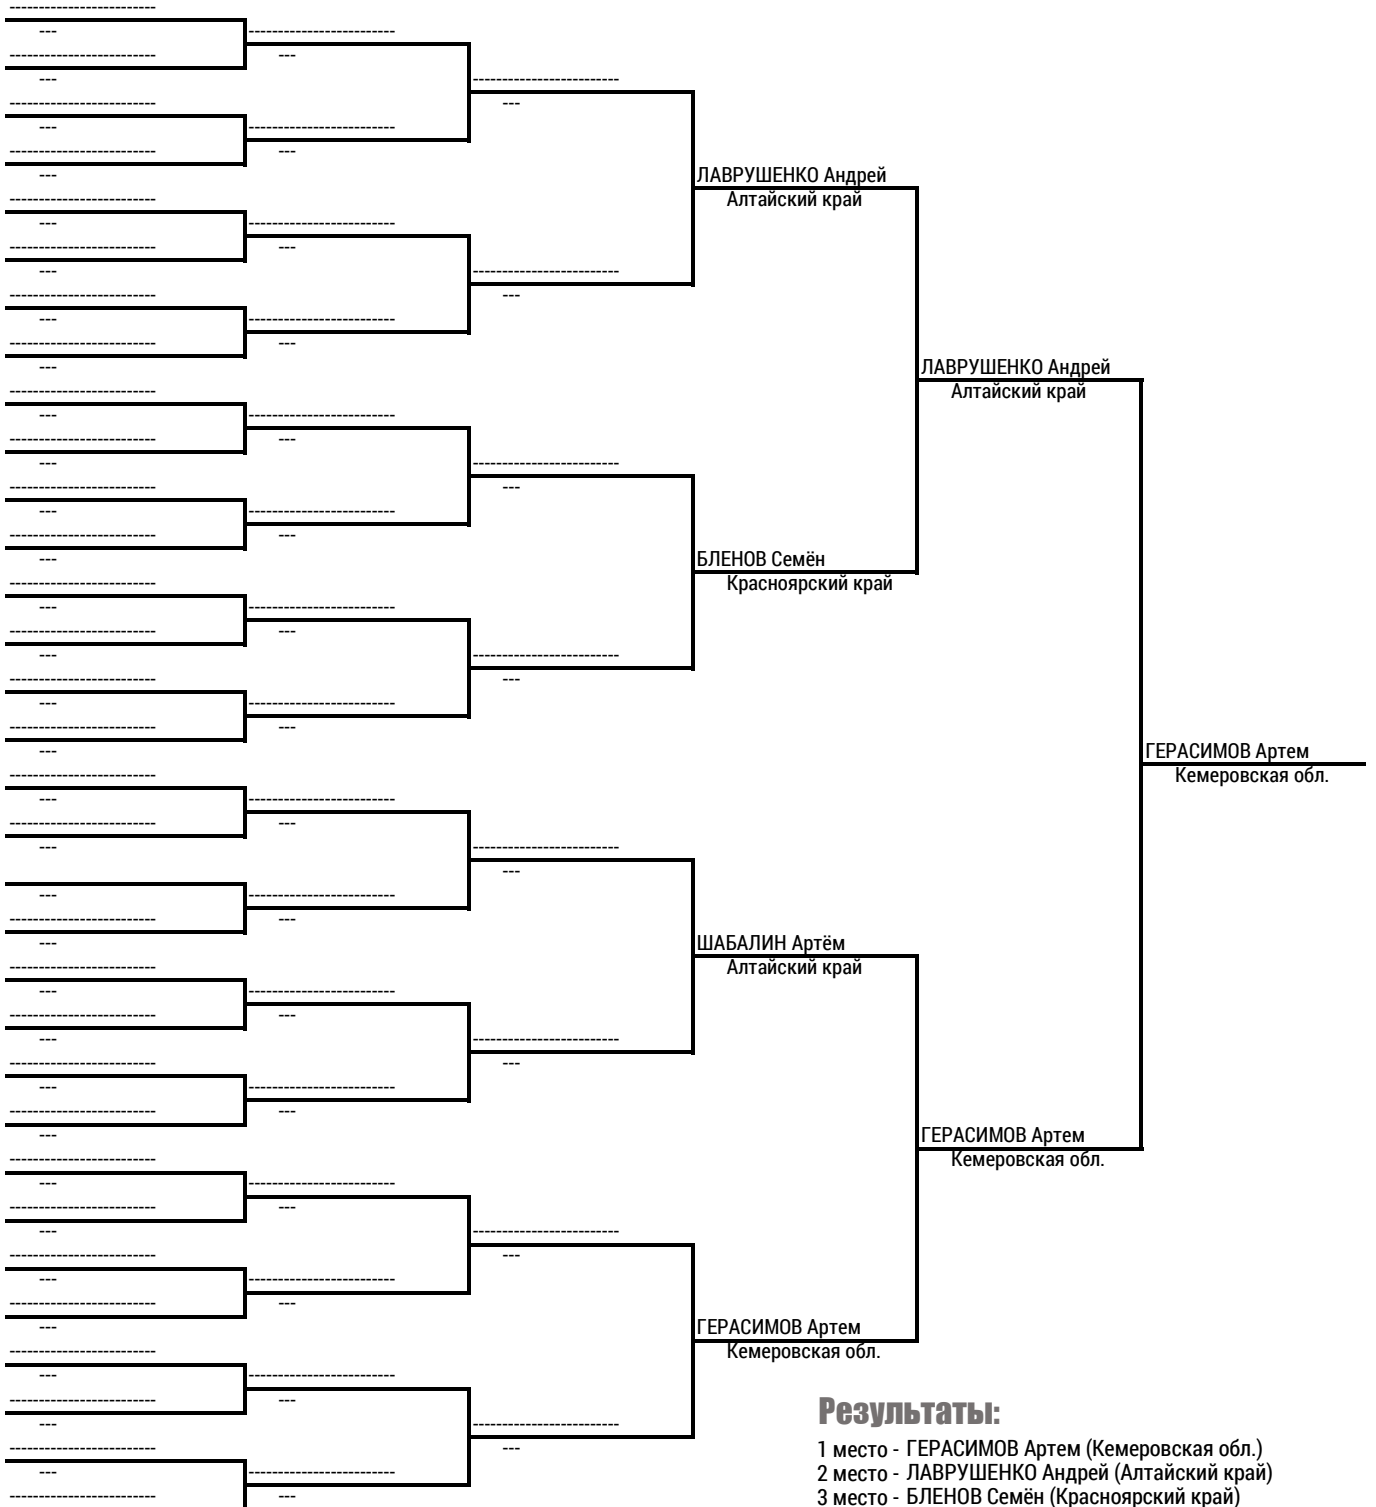 ЛАВРУШЕНКО Андрей
Алтайский край
ЛАВРУШЕНКО Андрей
Алтайский край
БЛЕНОВ Семён
Красноярский край
ГЕРАСИМОВ Артем
Кемеровская обл.
ШАБАЛИН Артём
Алтайский край
ГЕРАСИМОВ Артем
Кемеровская обл.
ГЕРАСИМОВ Артем
Кемеровская обл.
Результаты:
1 место - ГЕРАСИМОВ Артем (Кемеровская обл.)
2 место - ЛАВРУШЕНКО Андрей (Алтайский край)
3 место - БЛЕНОВ Семён (Красноярский край)